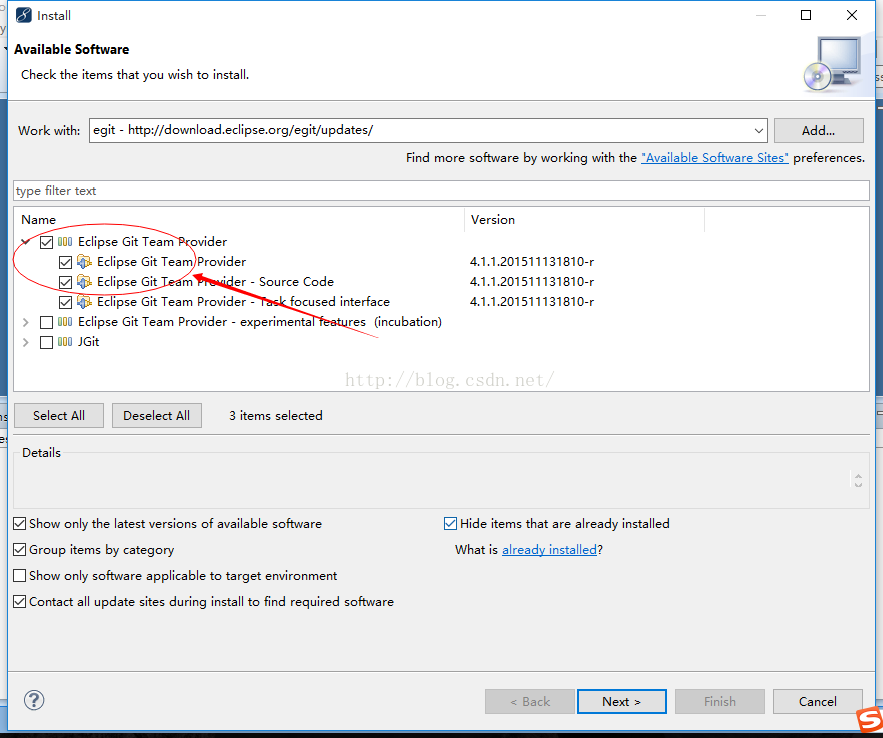 Install
Available Software
Check the items that you wish to install.
Work with: egit - http://download.eclipse.org/egit/updates/ Add...
Find more software by working with the "Available Software Sites" preferences.
type filter text
Name Version
Eclipse Git Team Provider
Eclipse Git Team Provider 4.1.1.201511131810-r
Eclipse Git Team Provider - Source Code 4.1.1.201511131810-r
Eclipse Git Team Provider - Task focused interface 4.1.1.201511131810-r
Eclipse Git Team Provider - experimental features (incubation)
JGit
http://blog.csdn.net/
Select All Deselect All 3 items selected
Details
Show only the latest versions of available software Hide items that are already installed
Group items by category What is already installed?
Show only software applicable to target environment
Contact all update sites during install to find required software
? < Back Next > Finish Cancel
S